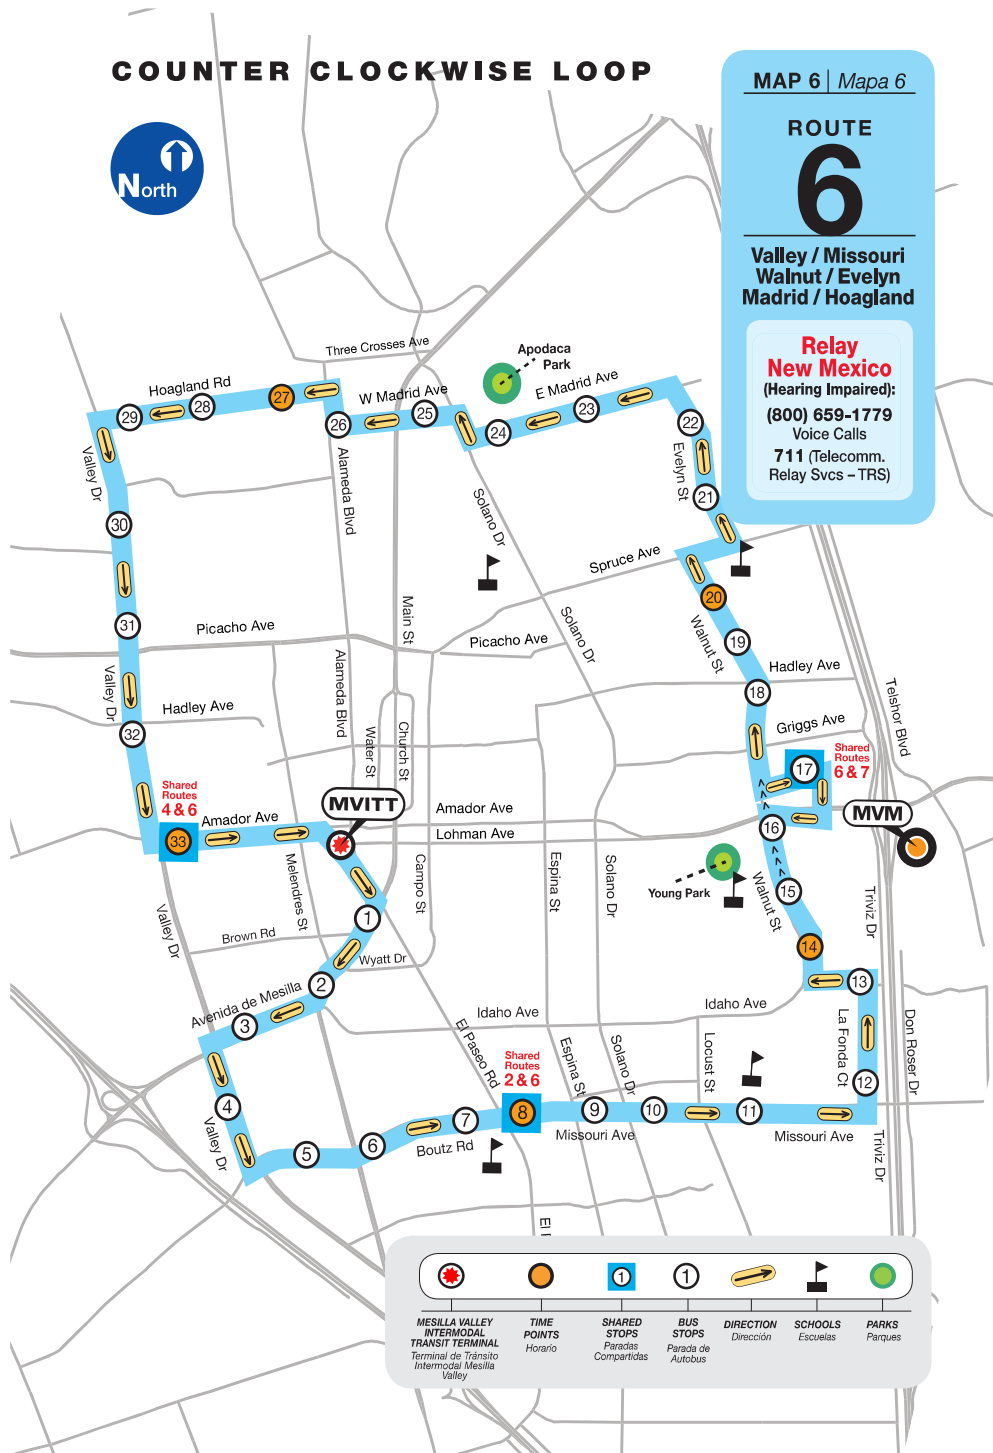 COUNTER CLOCKWISE LOOP
North
MAP 6 | Mapa 6
ROUTE
6
Valley / Missouri
Walnut / Evelyn
Madrid / Hoagland
Relay
New Mexico
(Hearing Impaired):
(800) 659-1779
Voice Calls
711 (Telecomm.
Relay Svcs – TRS)
Three Crosses Ave
Apodaca
Park
Hoagland Rd
W Madrid Ave
E Madrid Ave
29
28
27
26
25
24
23
22
21
Valley Dr
Alameda Blvd
Solano Dr
Evelyn St
30
Spruce Ave
20
31
Picacho Ave
Main St
Picacho Ave
Solano Dr
Walnut St
19
Hadley Ave
18
Valley Dr
Hadley Ave
Alameda Blvd
Water St
Church St
Telshor Blvd
32
Griggs Ave
Shared
Routes
6 & 7
17
Shared
Routes
4 & 6
33
Amador Ave
MVITT
Amador Ave
Lohman Ave
16
MVM
Melendres St
Campo St
Espina St
Solano Dr
Young Park
15
Walnut St
Triviz Dr
Valley Dr
Brown Rd
1
Wyatt Dr
14
2
Avenida de Mesilla
3
13
Idaho Ave
Idaho Ave
El Paseo Rd
Espina St
Solano Dr
Locust St
La Fonda Ct
Don Roser Dr
Shared
Routes
2 & 6
12
4
Valley Dr
5
6
7
8
9
10
11
Boutz Rd
Missouri Ave
Missouri Ave
Triviz Dr
El
1
1
MESILLA VALLEY
INTERMODAL
TRANSIT TERMINAL
Terminal de Tránsito
Intermodal Mesilla
Valley
TIME
POINTS
Horario
SHARED
STOPS
Paradas
Compartidas
BUS
STOPS
Parada de
Autobus
DIRECTION
Dirección
SCHOOLS
Escuelas
PARKS
Parques